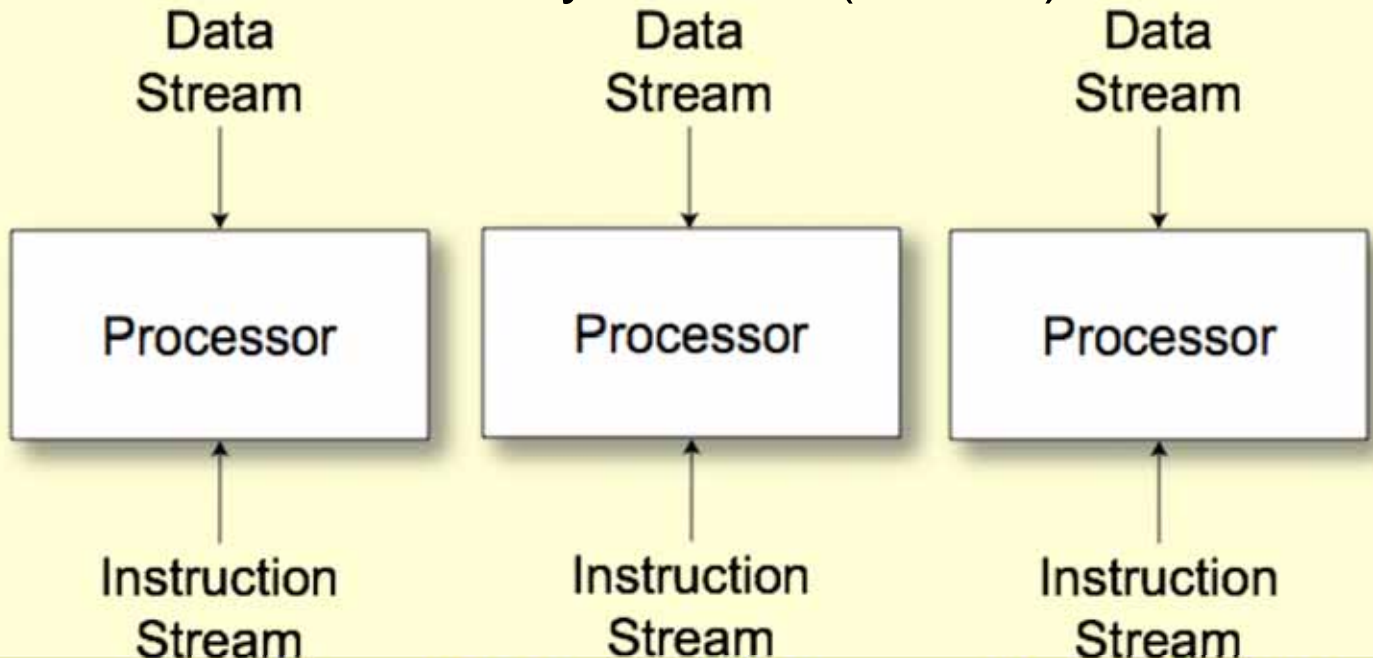 Data Data Data
Stream Stream Stream
Processor Processor Processor
Instruction Instruction Instruction
Stream Stream Stream